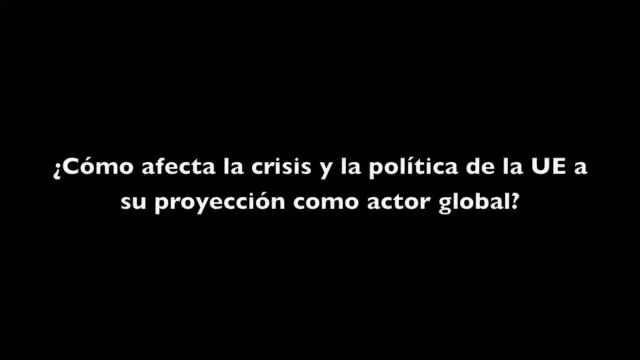 ¿Cómo afecta la crisis y la política de la UE a
su proyección como actor global?